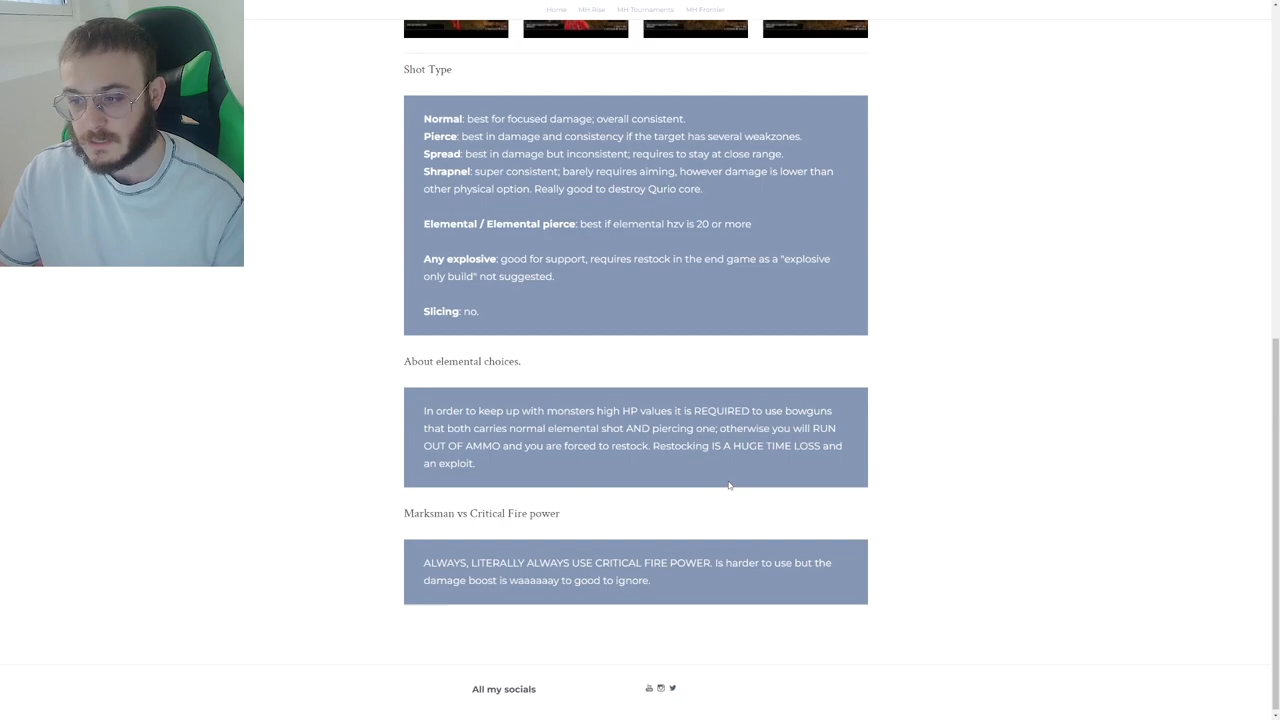 Home MH Rise MH Tournaments MH Frontier
Shot Type
Normal: best for focused damage; overall consistent.
Pierce: best in damage and consistency if the target has several weakzones.
Spread: best in damage but inconsistent; requires to stay at close range.
Shrapnel: super consistent; barely requires aiming, however damage is lower than
other physical option. Really good to destroy Qurio core.
Elemental / Elemental pierce: best if elemental hzv is 20 or more
Any explosive: good for support, requires restock in the end game as a "explosive
only build" not suggested.
Slicing: no.
About elemental choices.
In order to keep up with monsters high HP values it is REQUIRED to use bowguns
that both carries normal elemental shot AND piercing one; otherwise you will RUN
OUT OF AMMO and you are forced to restock. Restocking IS A HUGE TIME LOSS and
an exploit.
Marksman vs Critical Fire power
ALWAYS, LITERALLY ALWAYS USE CRITICAL FIRE POWER. Is harder to use but the
damage boost is waaaaaay to good to ignore.
All my socials